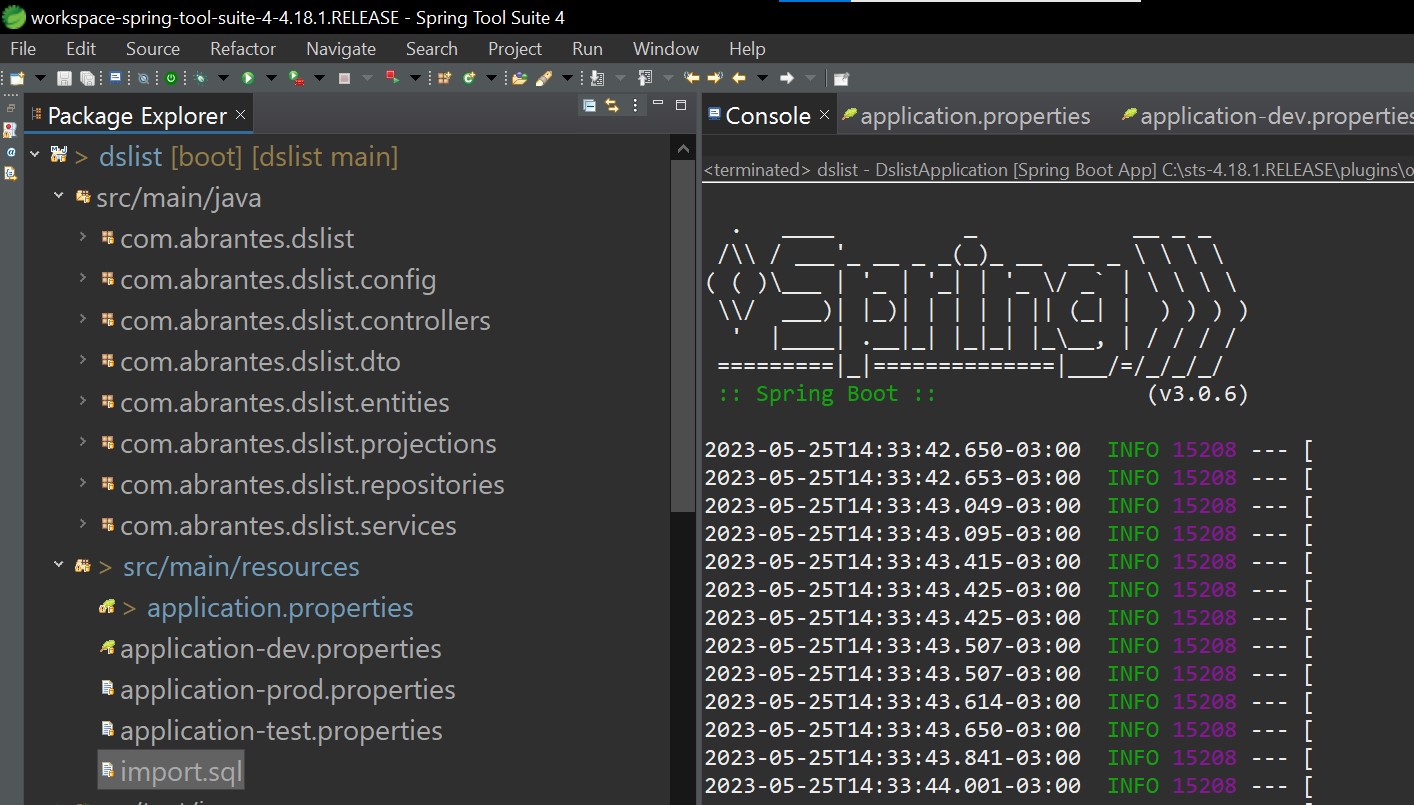 workspace-spring-tool-suite-4-4.18.1.RELEASE - Spring Tool Suite 4
File Edit Source Refactor Navigate Search Project Run Window Help
Package Explorer
> dslist [boot] [dslist main]
src/main/java
com.abrantes.dslist
com.abrantes.dslist.config
com.abrantes.dslist.controllers
com.abrantes.dslist.dto
com.abrantes.dslist.entities
com.abrantes.dslist.projections
com.abrantes.dslist.repositories
com.abrantes.dslist.services
> src/main/resources
> application.properties
application-dev.properties
application-prod.properties
application-test.properties
import.sql
Console application.properties application-dev.properties
<terminated> dslist - DslistApplication [Spring Boot App] C:\sts-4.18.1.RELEASE\plugins\o
  .   ____          _            __ _ _
 /\\ / ___'_ __ _ _(_)_ __  __ _ \ \ \ \
( ( )\___ | '_ | '_| | '_ \/ _` | \ \ \ \
 \\/  ___)| |_)| | | | | || (_| |  ) ) ) )
  '  |____| .__|_| |_|_| |_\__, | / / / /
 =========|_|==============|___/=/_/_/_/
 :: Spring Boot ::                (v3.0.6)
2023-05-25T14:33:42.650-03:00  INFO 15208 --- [
2023-05-25T14:33:42.653-03:00  INFO 15208 --- [
2023-05-25T14:33:43.049-03:00  INFO 15208 --- [
2023-05-25T14:33:43.095-03:00  INFO 15208 --- [
2023-05-25T14:33:43.415-03:00  INFO 15208 --- [
2023-05-25T14:33:43.425-03:00  INFO 15208 --- [
2023-05-25T14:33:43.425-03:00  INFO 15208 --- [
2023-05-25T14:33:43.507-03:00  INFO 15208 --- [
2023-05-25T14:33:43.507-03:00  INFO 15208 --- [
2023-05-25T14:33:43.614-03:00  INFO 15208 --- [
2023-05-25T14:33:43.650-03:00  INFO 15208 --- [
2023-05-25T14:33:43.841-03:00  INFO 15208 --- [
2023-05-25T14:33:44.001-03:00  INFO 15208 --- [